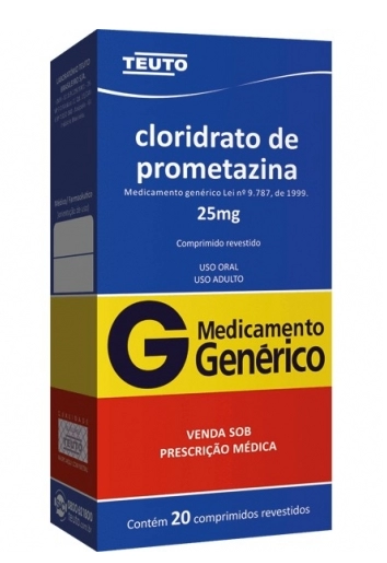 TEUTO
cloridrato de
prometazina
Medicamento genérico Lei nº 9.787, de 1999.
25mg
Comprimido revestido
USO ORAL
USO ADULTO
G
Medicamento
Genérico
VENDA SOB
PRESCRIÇÃO MÉDICA
Contém 20 comprimidos revestidos